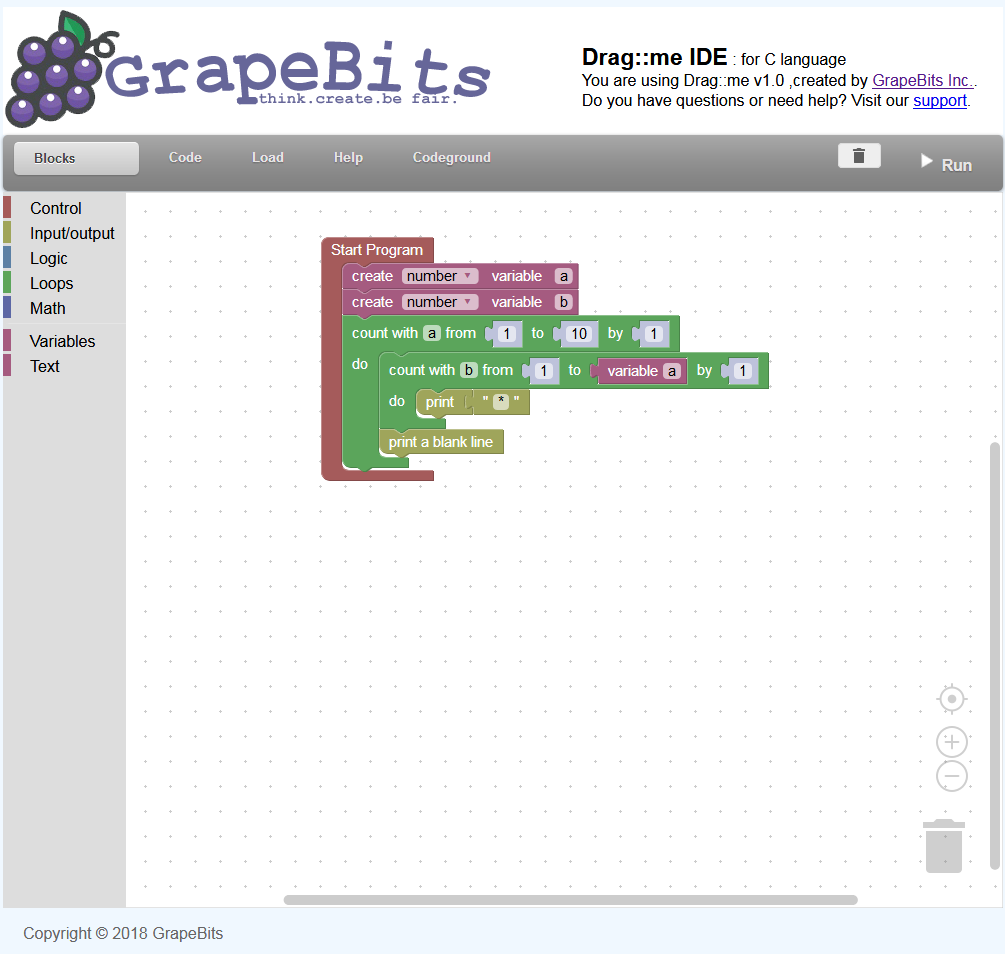 GrapeBits
think.create.be fair.
Drag::me IDE : for C language
You are using Drag::me v1.0 ,created by GrapeBits Inc..
Do you have questions or need help? Visit our support.
Blocks Code Load Help Codeground Run
Control
Input/output
Logic
Loops
Math
Variables
Text
Start Program
create number variable a
create number variable b
count with a from 1 to 10 by 1
do count with b from 1 to variable a by 1
do print " * "
print a blank line
Copyright © 2018 GrapeBits